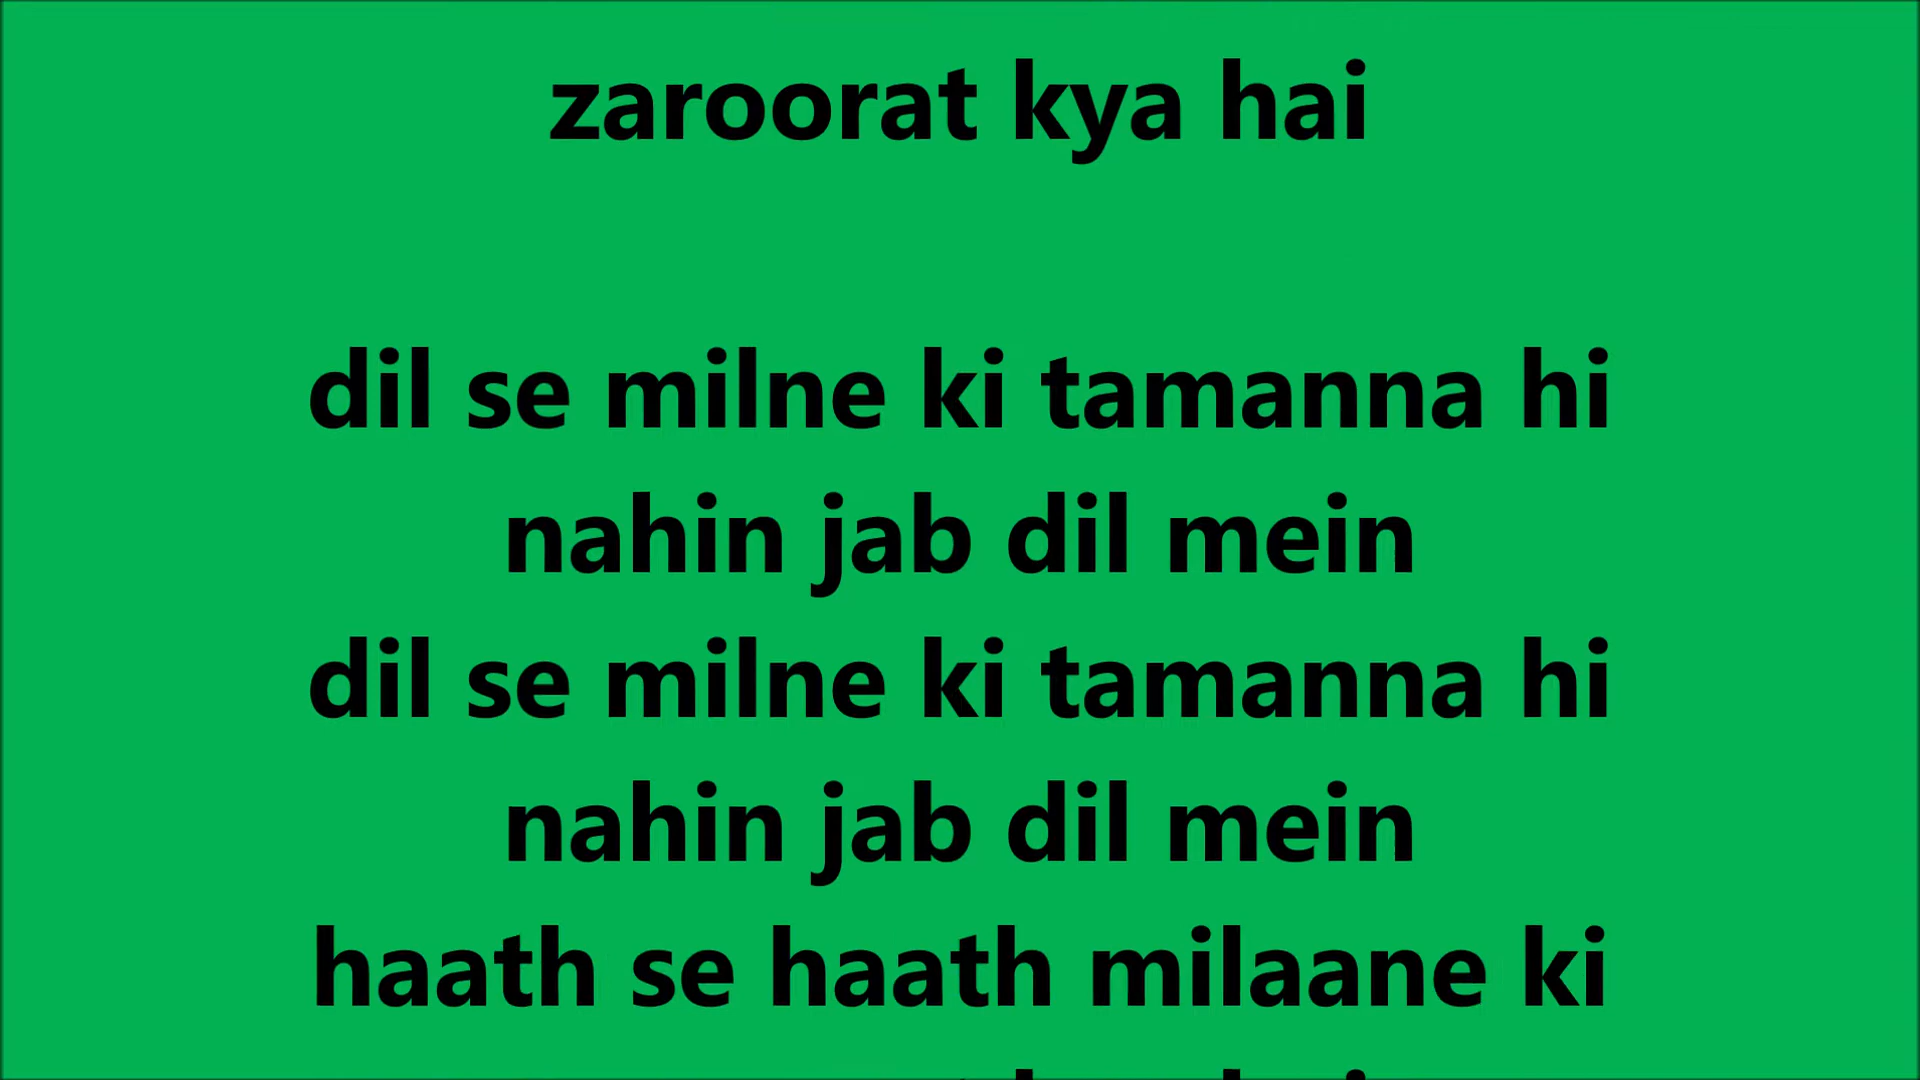 zaroorat kya hai
dil se milne ki tamanna hi
nahin jab dil mein
dil se milne ki tamanna hi
nahin jab dil mein
haath se haath milaane ki